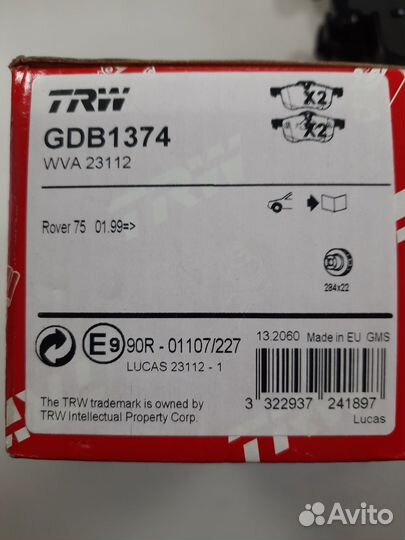 TRW
X2
GDB1374
X2
WVA 23112
Rover 75 01.99=>
284x22
E9 90R - 01107/227
LUCAS 23112 - 1
13.2060 Made in EU GMS
The TRW trademark is owned by
TRW Intellectual Property Corp.
3 322937 241897
Lucas
Avito